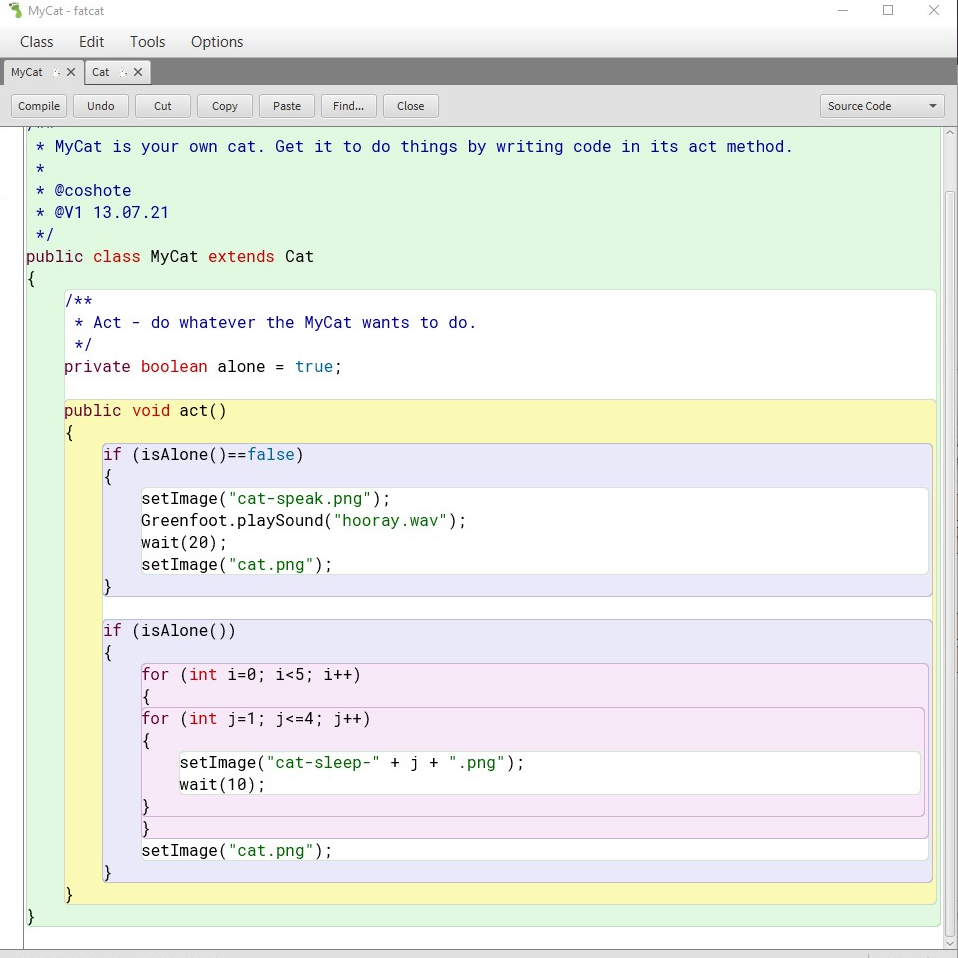 MyCat - fatcat
Class Edit Tools Options
MyCat Cat
Compile Undo Cut Copy Paste Find... Close Source Code
/**
* MyCat is your own cat. Get it to do things by writing code in its act method.
*
* @coshote
* @V1 13.07.21
*/
public class MyCat extends Cat
{
/**
* Act - do whatever the MyCat wants to do.
*/
private boolean alone = true;
public void act()
{
if (isAlone()==false)
{
setImage("cat-speak.png");
Greenfoot.playSound("hooray.wav");
wait(20);
setImage("cat.png");
}
if (isAlone())
{
for (int i=0; i<5; i++)
{
for (int j=1; j<=4; j++)
{
setImage("cat-sleep-" + j + ".png");
wait(10);
}
}
setImage("cat.png");
}
}
}